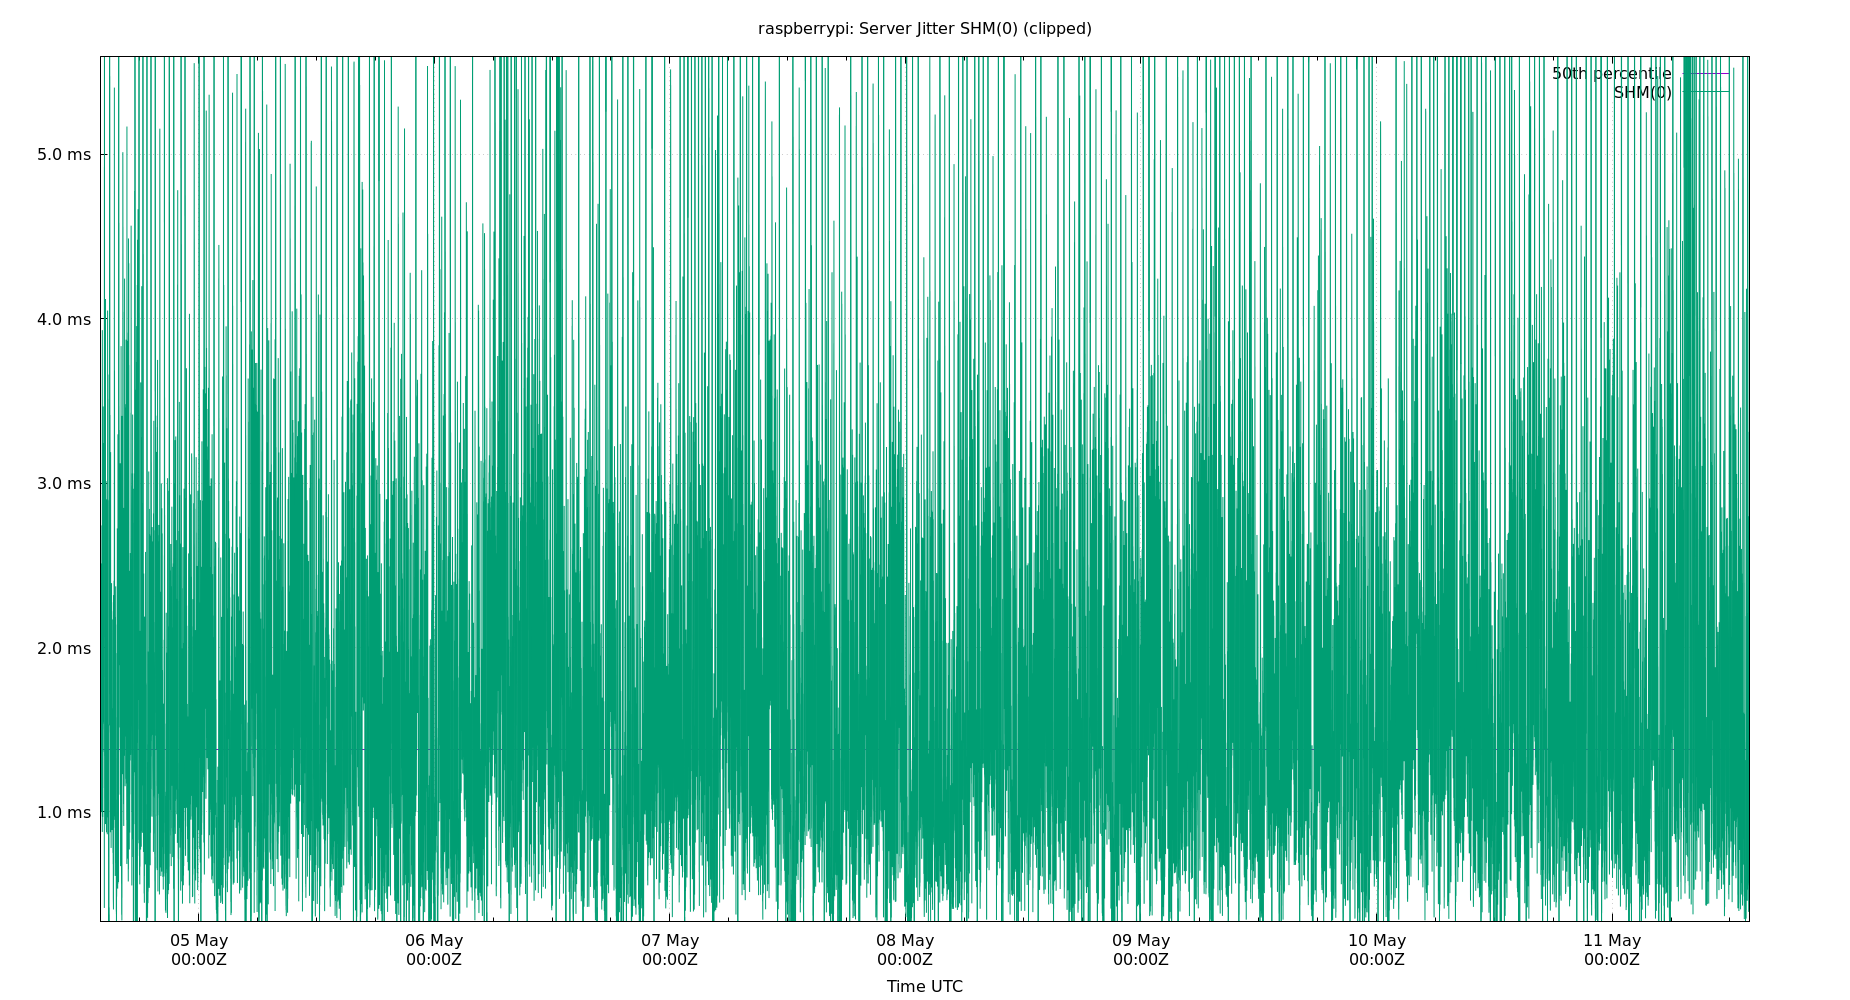 raspberrypi: Server Jitter SHM(0) (clipped)
50th percentile
SHM(0)
5.0 ms
4.0 ms
3.0 ms
2.0 ms
1.0 ms
05 May
00:00Z
06 May
00:00Z
07 May
00:00Z
08 May
00:00Z
09 May
00:00Z
10 May
00:00Z
11 May
00:00Z
Time UTC